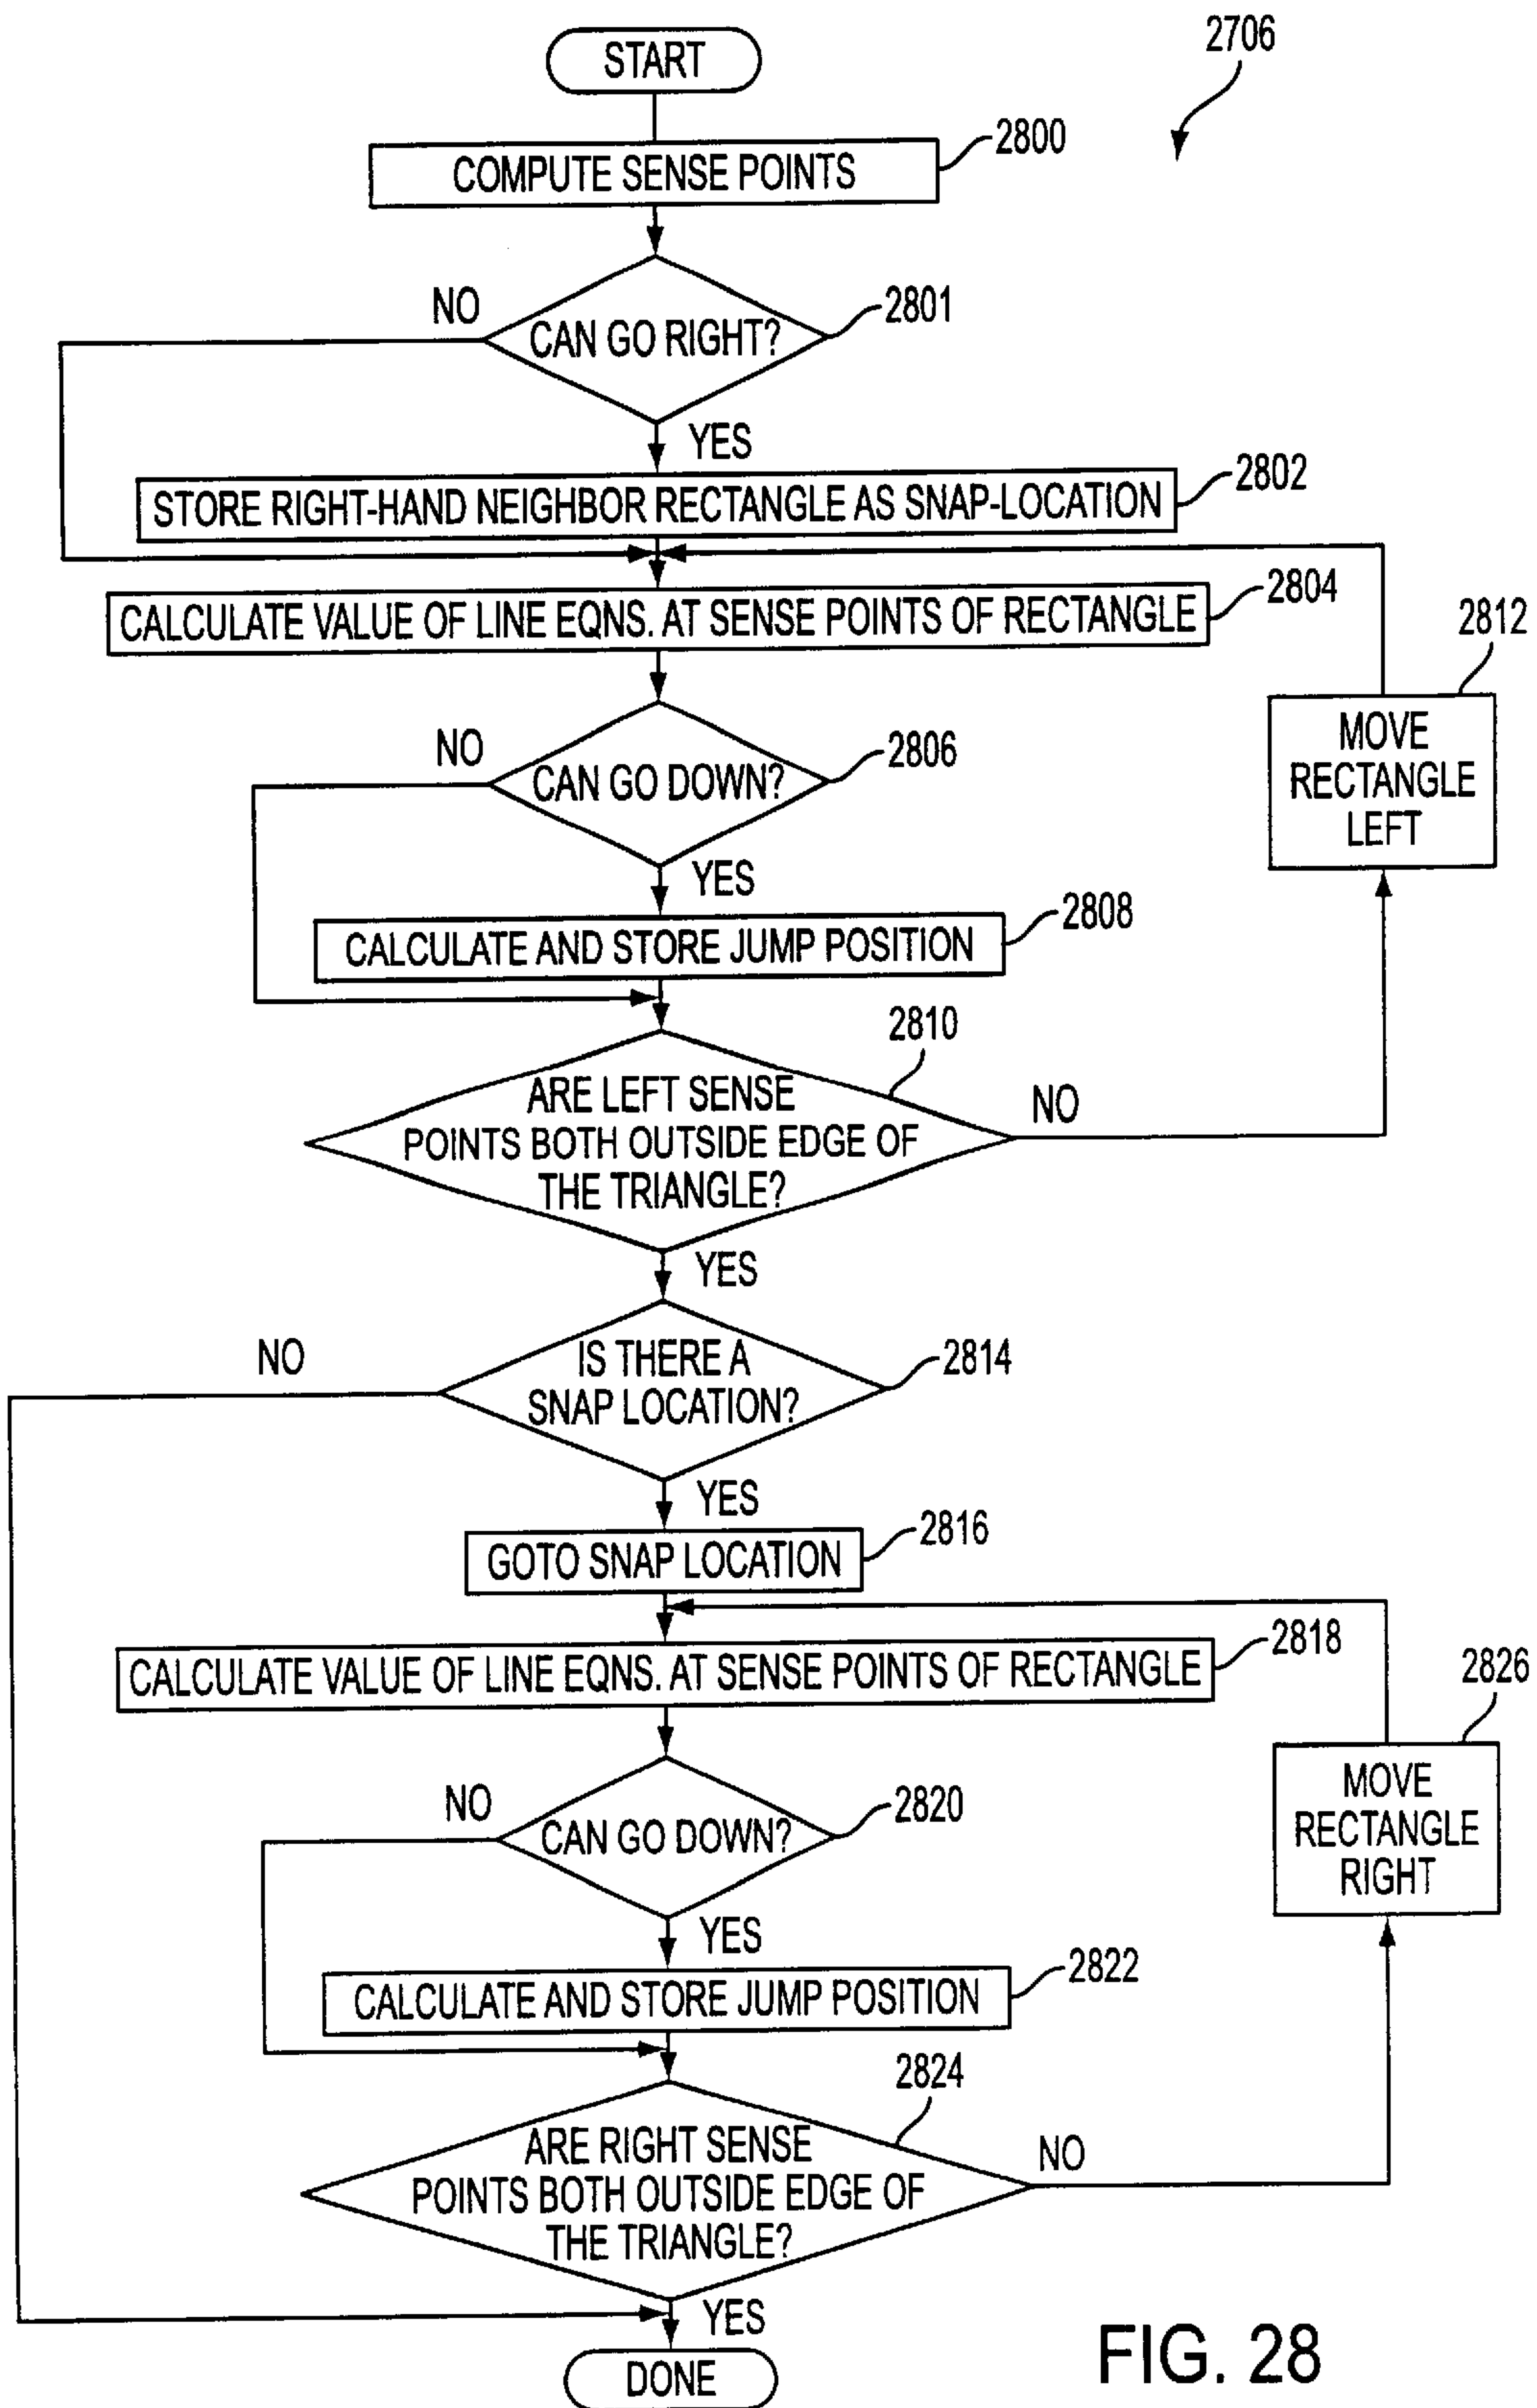 2706
START
2800
COMPUTE SENSE POINTS
NO
2801
CAN GO RIGHT?
YES
2802
STORE RIGHT-HAND NEIGHBOR RECTANGLE AS SNAP-LOCATION
2804
CALCULATE VALUE OF LINE EQNS. AT SENSE POINTS OF RECTANGLE
2812
MOVE
RECTANGLE
LEFT
NO
2806
CAN GO DOWN?
YES
2808
CALCULATE AND STORE JUMP POSITION
2810
ARE LEFT SENSE
POINTS BOTH OUTSIDE EDGE OF
THE TRIANGLE?
NO
YES
NO
IS THERE A
SNAP LOCATION?
2814
YES
2816
GOTO SNAP LOCATION
2818
CALCULATE VALUE OF LINE EQNS. AT SENSE POINTS OF RECTANGLE
2826
MOVE
RECTANGLE
RIGHT
NO
2820
CAN GO DOWN?
YES
2822
CALCULATE AND STORE JUMP POSITION
2824
ARE RIGHT SENSE
POINTS BOTH OUTSIDE EDGE OF
THE TRIANGLE?
NO
YES
DONE
FIG. 28